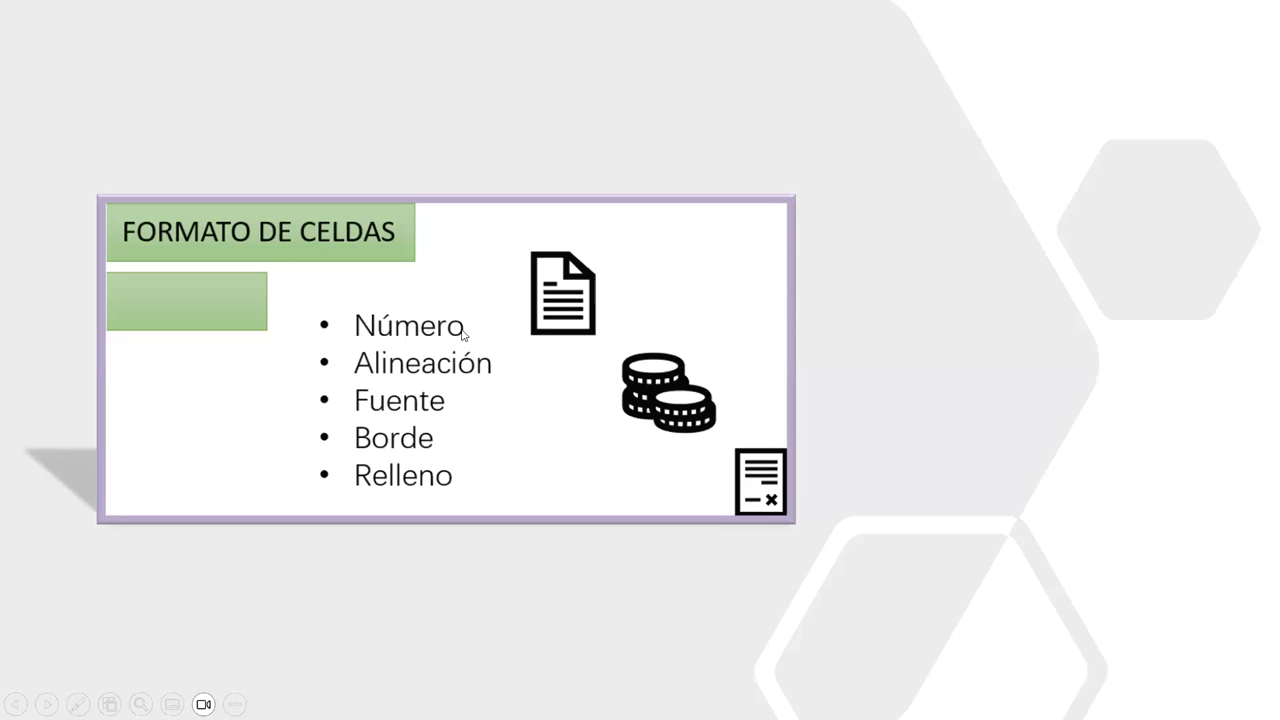 FORMATO DE CELDAS
• Número
• Alineación
• Fuente
• Borde
• Relleno